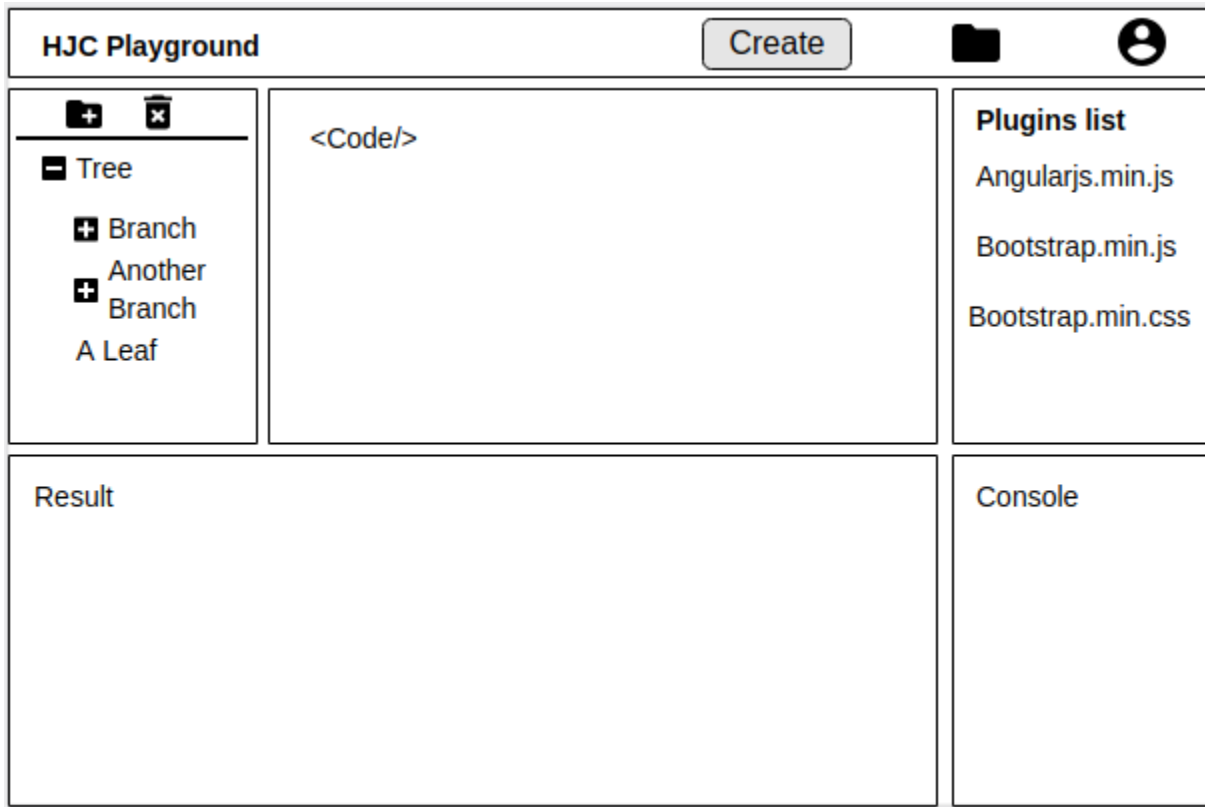 HJC Playground
Create
Tree
Branch
Another
Branch
A Leaf
<Code/>
Plugins list
Angularjs.min.js
Bootstrap.min.js
Bootstrap.min.css
Result
Console